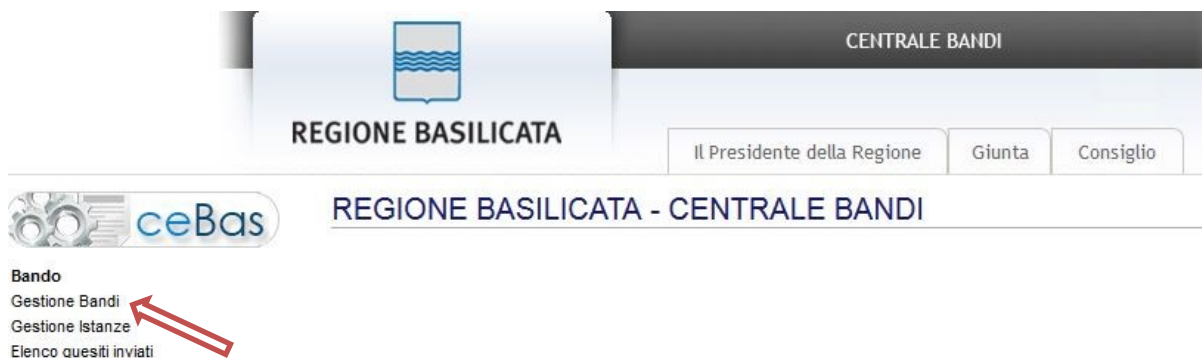 CENTRALE BANDI
REGIONE BASILICATA
Il Presidente della Regione
Giunta
Consiglio
ceBas
REGIONE BASILICATA - CENTRALE BANDI
Bando
Gestione Bandi
Gestione Istanze
Elenco quesiti inviati